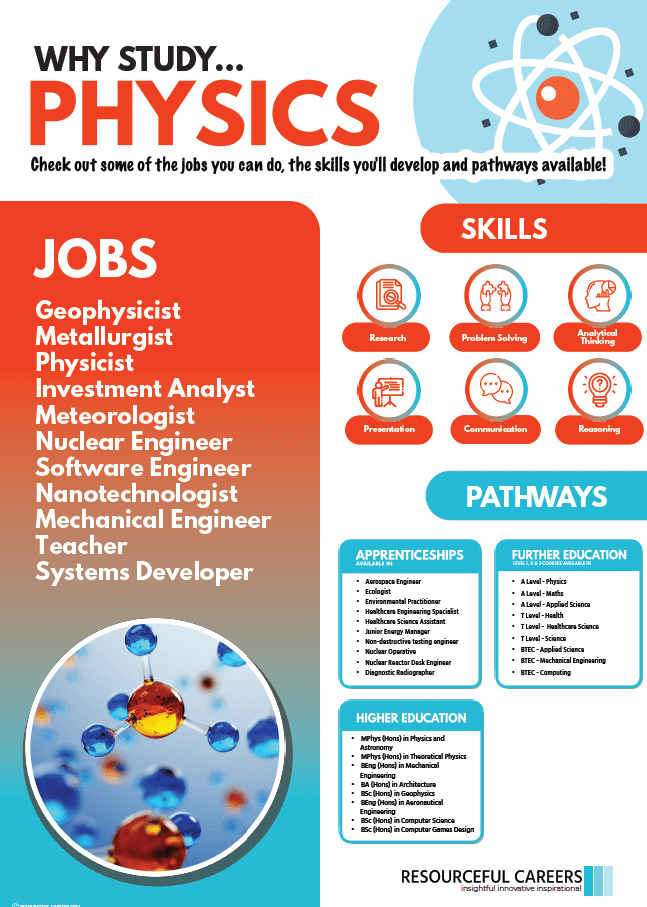 WHY STUDY...
PHYSICS
Check out some of the jobs you can do, the skills you'll develop and pathways available!
JOBS
Geophysicist
Metallurgist
Physicist
Investment Analyst
Meteorologist
Nuclear Engineer
Software Engineer
Nanotechnologist
Mechanical Engineer
Teacher
Systems Developer
SKILLS
Research
Problem Solving
Analytical
Thinking
Presentation
Communication
Reasoning
PATHWAYS
APPRENTICESHIPS
AVAILABLE IN
• Aerospace Engineer
• Ecologist
• Environmental Practitioner
• Healthcare Engineering Specialist
• Healthcare Science Assistant
• Junior Energy Manager
• Non-destructive testing engineer
• Nuclear Operative
• Nuclear Reactor Desk Engineer
• Diagnostic Radiographer
FURTHER EDUCATION
LEVEL 1, 2 & 3 COURSES AVAILABLE IN
• A Level - Physics
• A Level - Maths
• A Level - Applied Science
• T Level - Health
• T Level - Healthcare Science
• T Level - Science
• BTEC - Applied Science
• BTEC - Mechanical Engineering
• BTEC - Computing
HIGHER EDUCATION
• MPhys (Hons) in Physics and
Astronomy
• MPhys (Hons) in Theoretical Physics
• BEng (Hons) in Mechanical
Engineering
• BA (Hons) in Architecture
• BSc (Hons) in Geophysics
• BEng (Hons) in Aeronautical
Engineering
• BSc (Hons) in Computer Science
• BSc (Hons) in Computer Games Design
RESOURCEFUL CAREERS
insightful innovative inspirational